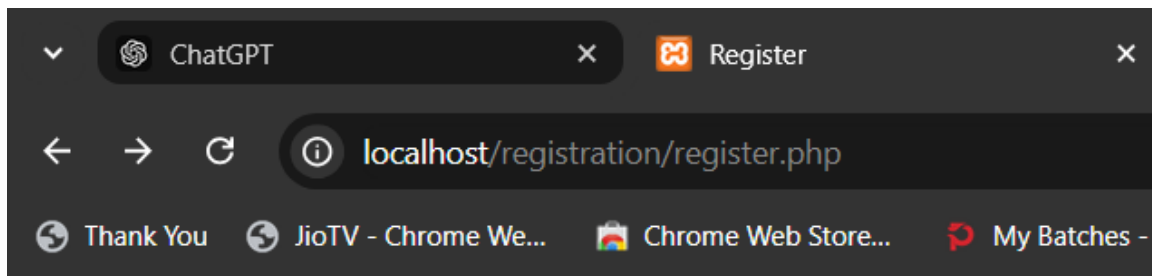 ChatGPT Register
localhost/registration/register.php
Thank You JioTV - Chrome We... Chrome Web Store... My Batches -